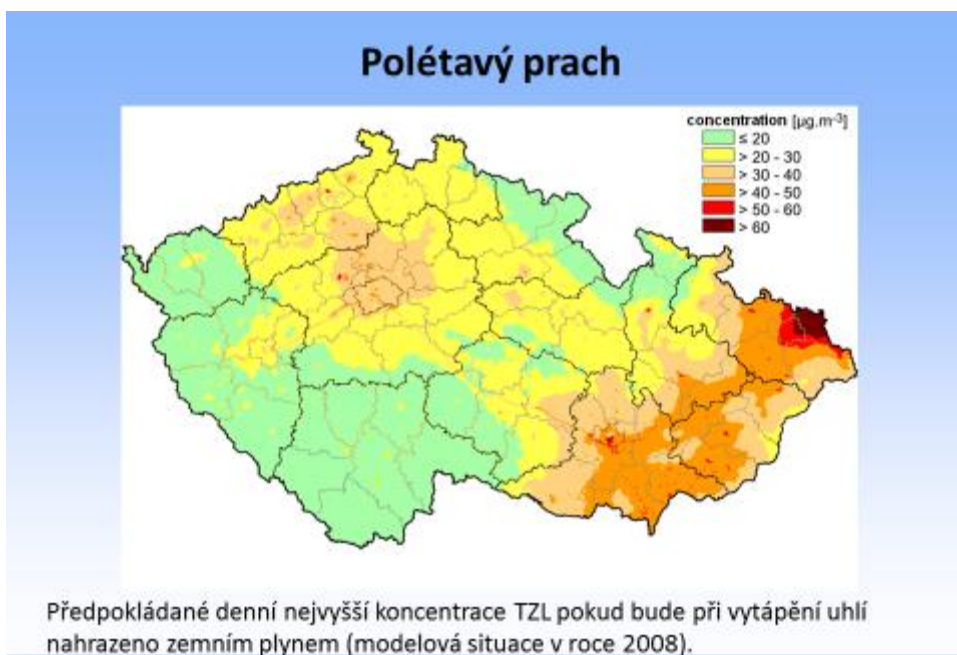 Polétavý prach
concentration [µg.m-3]
≤ 20
> 20 - 30
> 30 - 40
> 40 - 50
> 50 - 60
> 60
Předpokládané denní nejvyšší koncentrace TZL pokud bude při vytápění uhlí
nahrazeno zemním plynem (modelová situace v roce 2008).